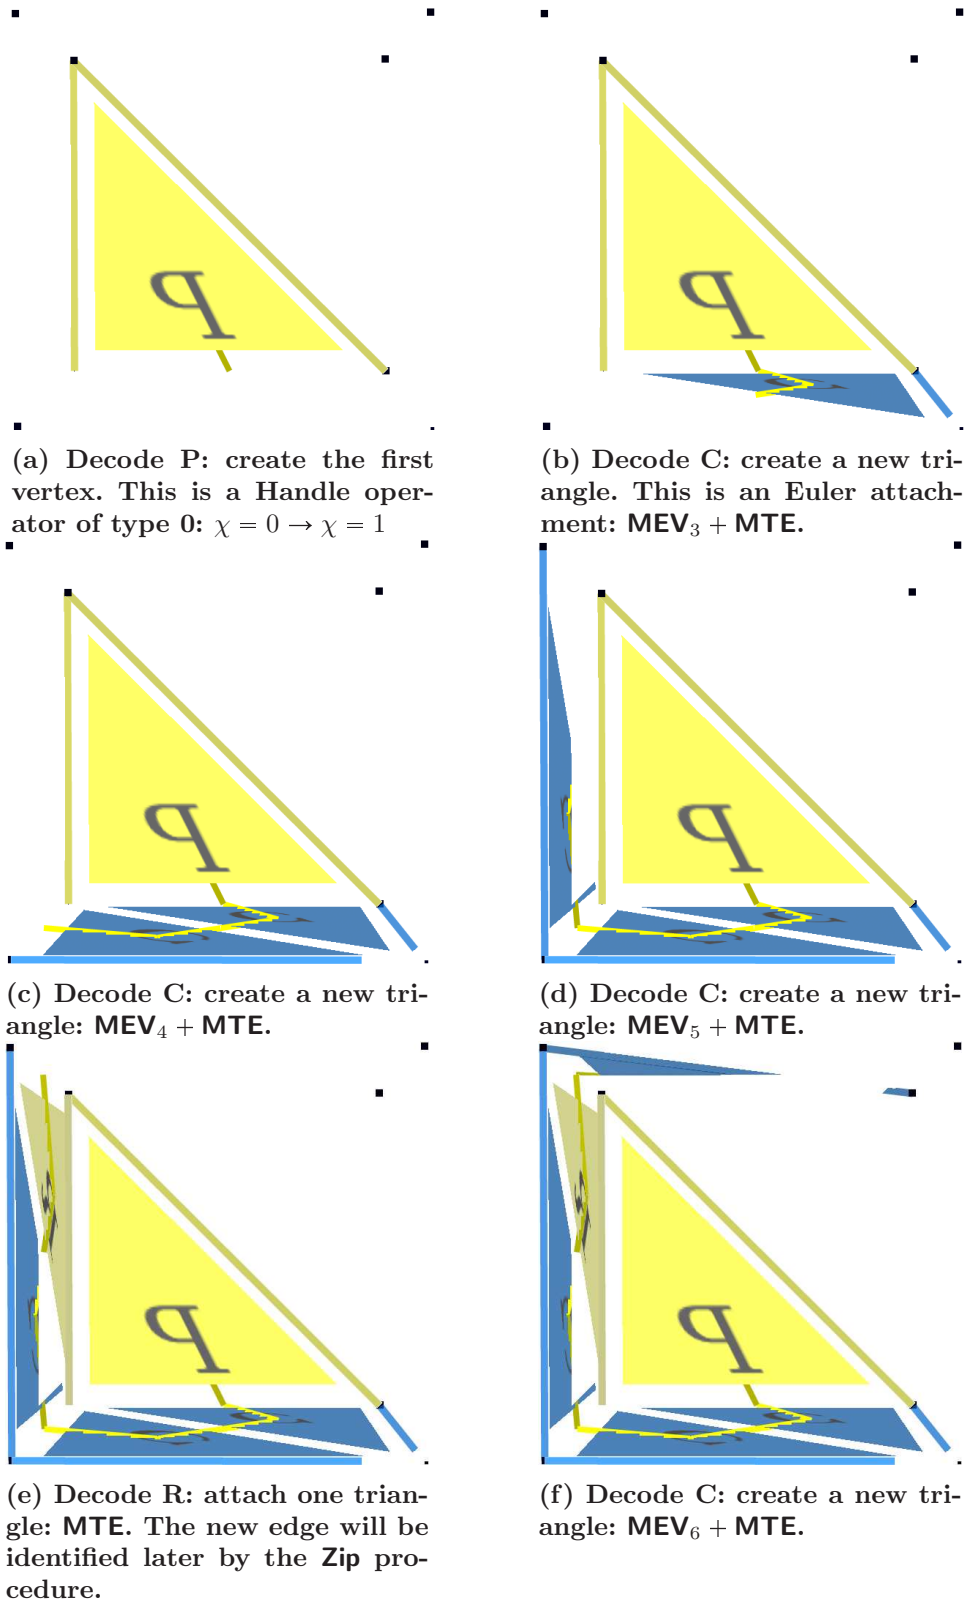 P
P
C
(a) Decode P: create the first
vertex. This is a Handle oper-
ator of type 0: χ = 0 → χ = 1
(b) Decode C: create a new tri-
angle. This is an Euler attach-
ment: MEV₃ + MTE.
P
C
C
P
C
C
C
(c) Decode C: create a new tri-
angle: MEV₄ + MTE.
(d) Decode C: create a new tri-
angle: MEV₅ + MTE.
P
C
C
C
R
P
C
C
C
R
(e) Decode R: attach one trian-
gle: MTE. The new edge will be
identified later by the Zip pro-
cedure.
(f) Decode C: create a new tri-
angle: MEV₆ + MTE.